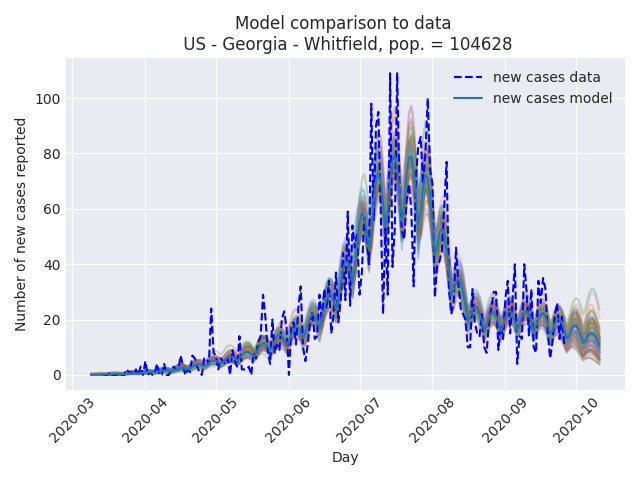 Model comparison to data
US - Georgia - Whitfield, pop. = 104628
new cases data
new cases model
Number of new cases reported
100
80
60
40
20
0
2020-03
2020-04
2020-05
2020-06
2020-07
2020-08
2020-09
2020-10
Day